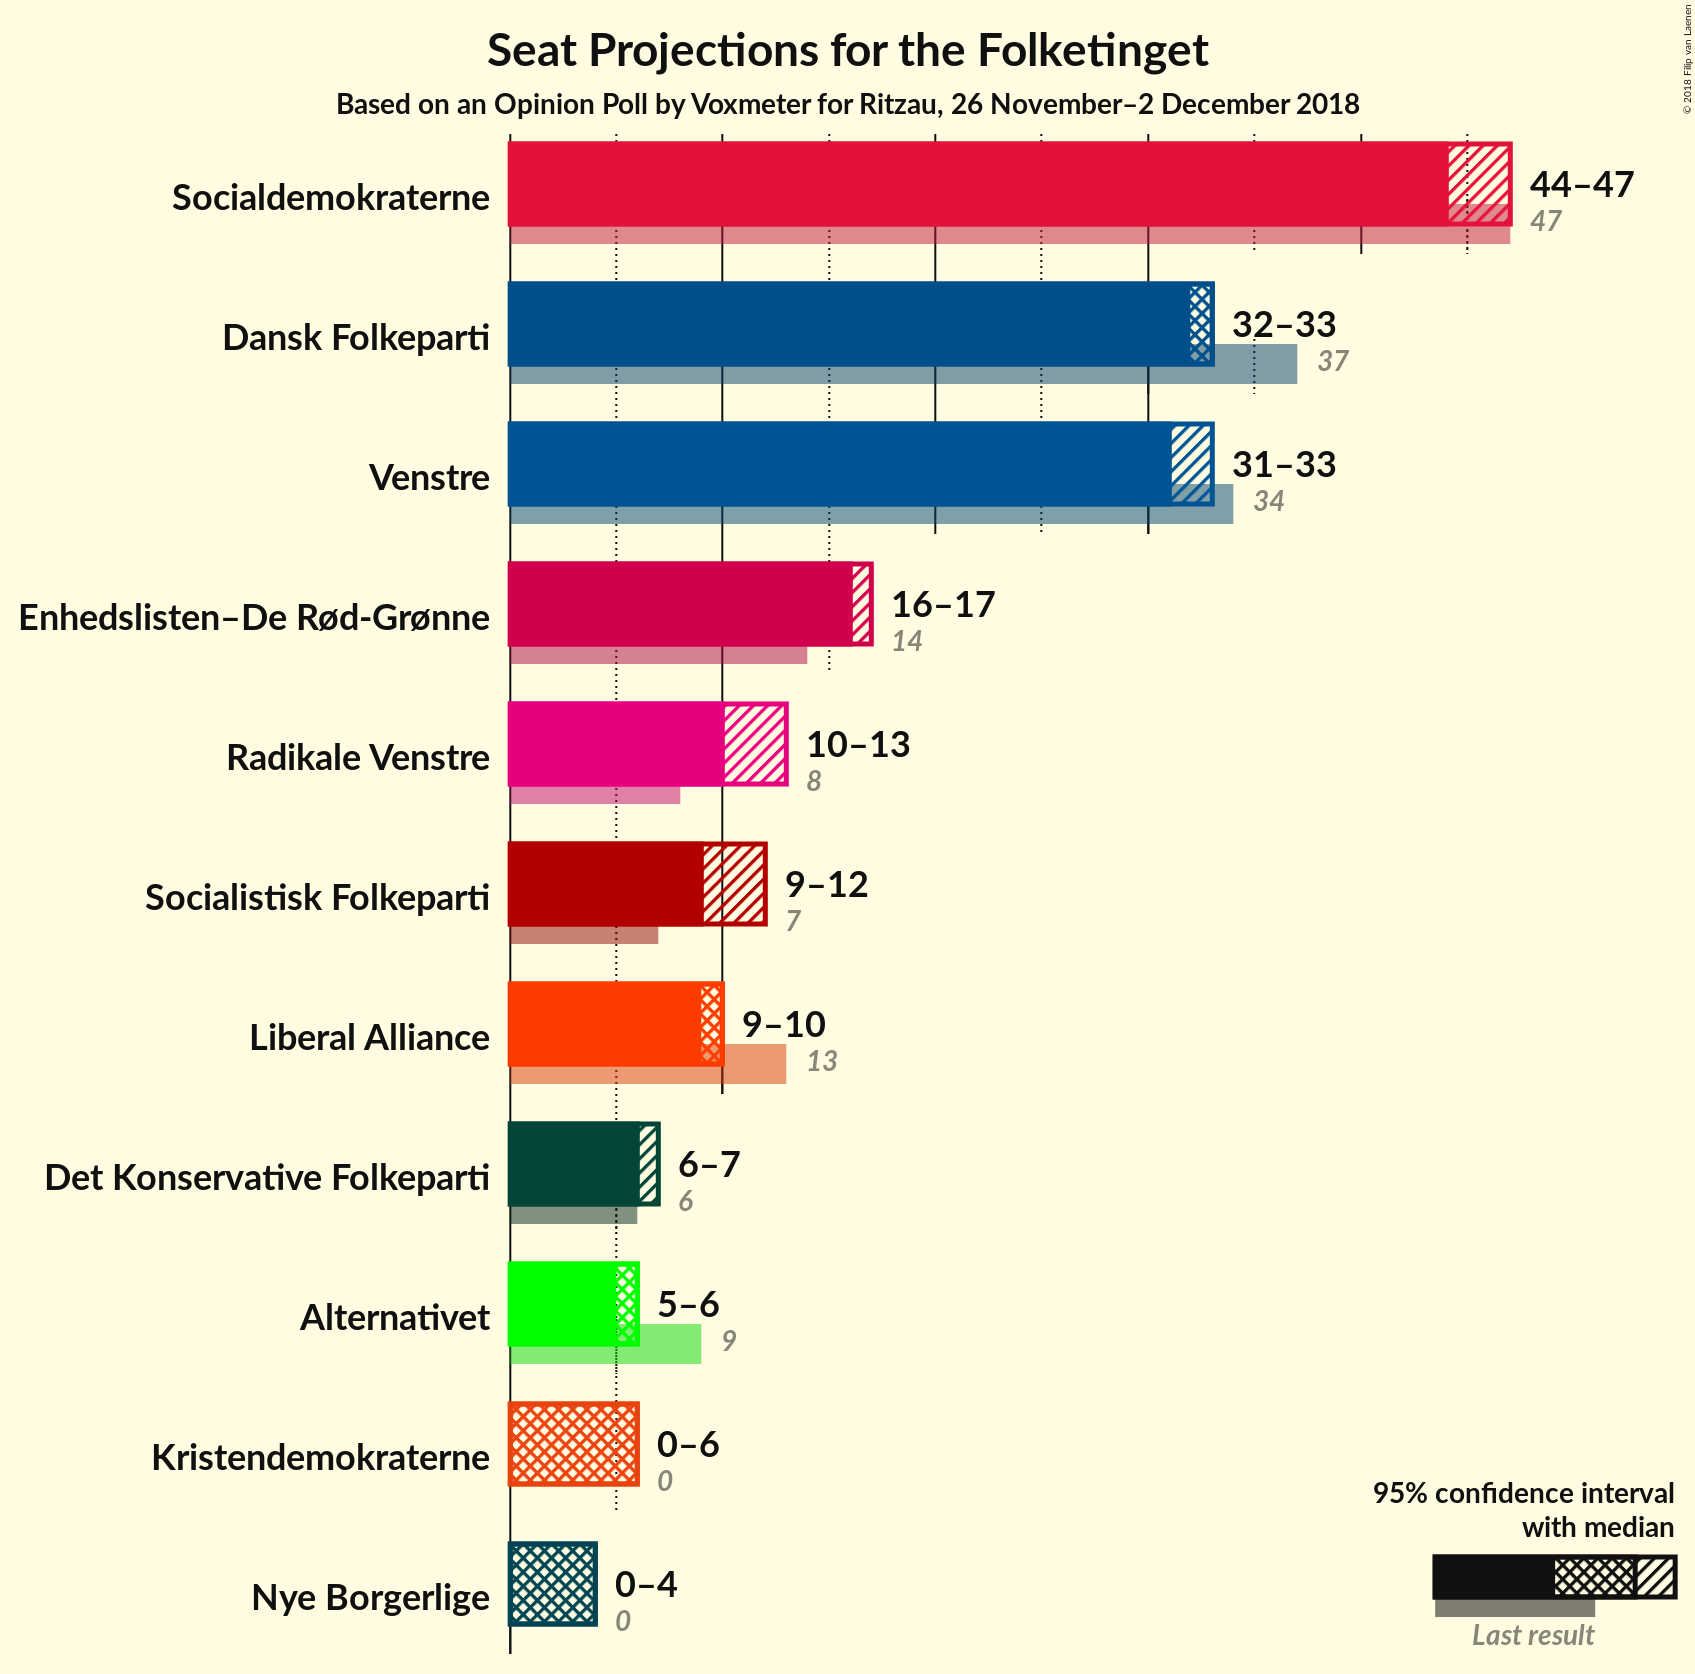 Seat Projections for the Folketinget
Based on an Opinion Poll by Voxmeter for Ritzau, 26 November–2 December 2018
© 2018 Filip van Laenen
Socialdemokraterne
44–47
47
Dansk Folkeparti
32–33
37
Venstre
31–33
34
Enhedslisten–De Rød-Grønne
16–17
14
Radikale Venstre
10–13
8
Socialistisk Folkeparti
9–12
7
Liberal Alliance
9–10
13
Det Konservative Folkeparti
6–7
6
Alternativet
5–6
9
Kristendemokraterne
0–6
0
Nye Borgerlige
0–4
0
95% confidence interval
with median
Last result